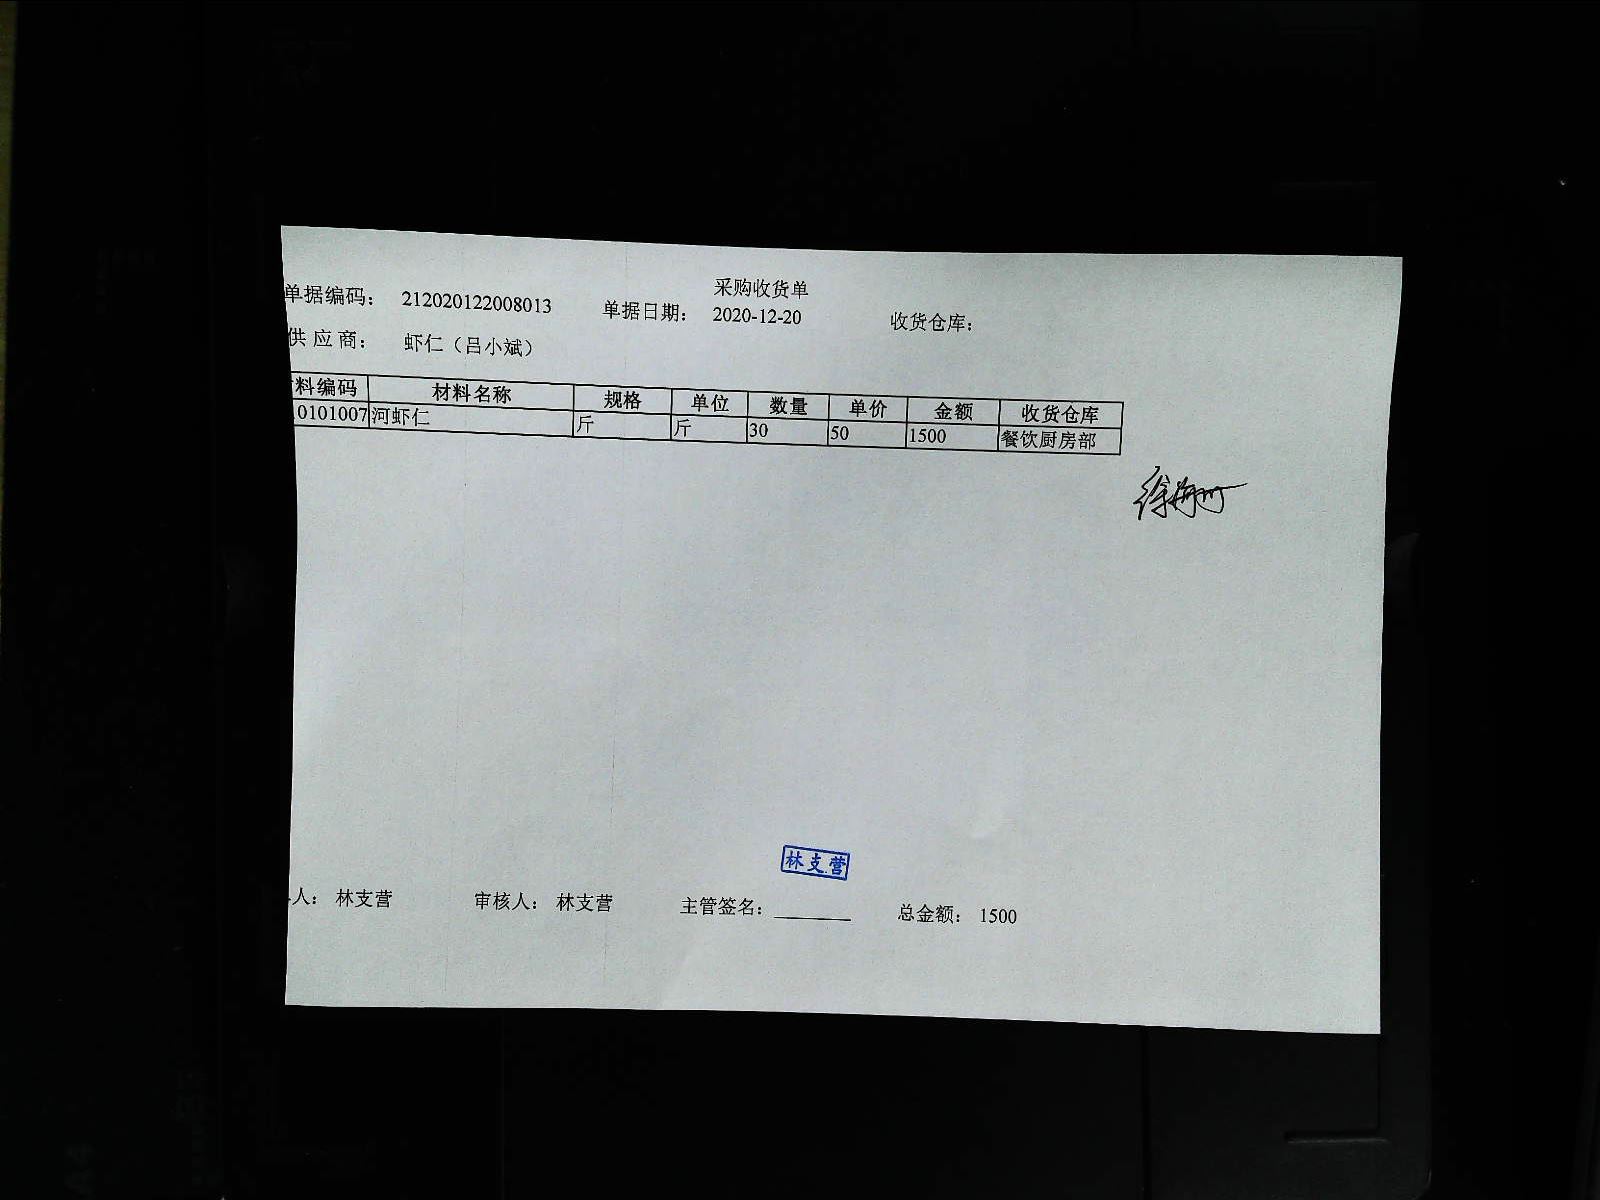 采购收货单
单据编码： 212020122008013 单据日期： 2020-12-20 收货仓库：
供 应 商： 虾仁（吕小斌）
料编码 材料名称 规格 单位 数量 单价 金额 收货仓库
0101007 河虾仁 斤 斤 30 50 1500 餐饮厨房部
林支营
人： 林支营 审核人： 林支营 主管签名： 总金额： 1500